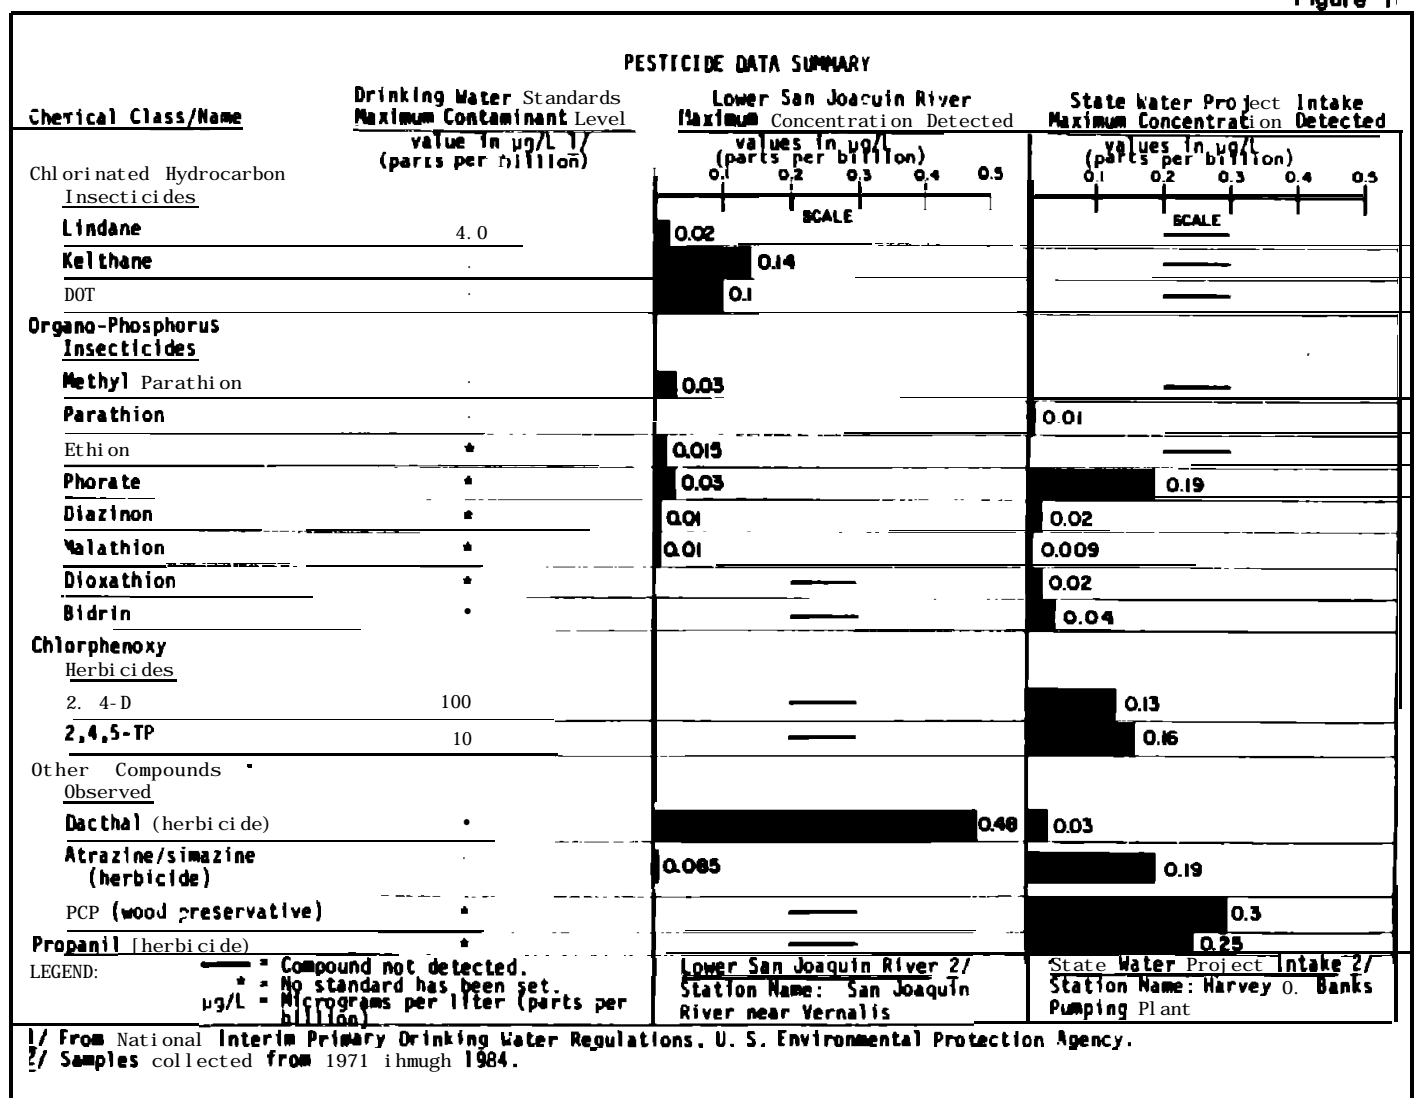 Figure 1
PESTICIDE DATA SUMMARY
Chemical Class/Name
Drinking Water Standards
Maximum Contaminant Level
Lower San Joaquin River
Maximum Concentration Detected
State Water Project Intake
Maximum Concentration Detected
value in µg/L 1/
(parts per billion)
values in µg/L
(parts per billion)
values in µg/L
(parts per billion)
0.1 0.2 0.3 0.4 0.5
0.1 0.2 0.3 0.4 0.5
SCALE
SCALE
Chlorinated Hydrocarbon
Insecticides
Lindane 4.0 0.02 —
Kelthane . 0.14 —
DOT . 0.1 —
Organo-Phosphorus
Insecticides
Methyl Parathion . 0.03 —
Parathion . 0.01
Ethion * 0.015 —
Phorate * 0.03 0.19
Diazinon * 0.01 0.02
Malathion * 0.01 0.009
Dioxathion * — 0.02
Bidrin • — 0.04
Chlorphenoxy
Herbicides
2. 4-D 100 — 0.13
2,4,5-TP 10 — 0.16
Other Compounds
Observed
Dacthal (herbicide) • 0.48 0.03
Atrazine/simazine . 0.085 0.19
(herbicide)
PCP (wood preservative) * — 0.3
Propanil [herbicide) * — 0.25
LEGEND:
— = Compound not detected.
* = No standard has been set.
µg/L = Micrograms per liter (parts per
billion)
Lower San Joaquin River 2/
Station Name: San Joaquin
River near Vernalis
State Water Project Intake 2/
Station Name: Harvey O. Banks
Pumping Plant
1/ From National Interim Primary Drinking Water Regulations. U. S. Environmental Protection Agency.
2/ Samples collected from 1971 ihmugh 1984.